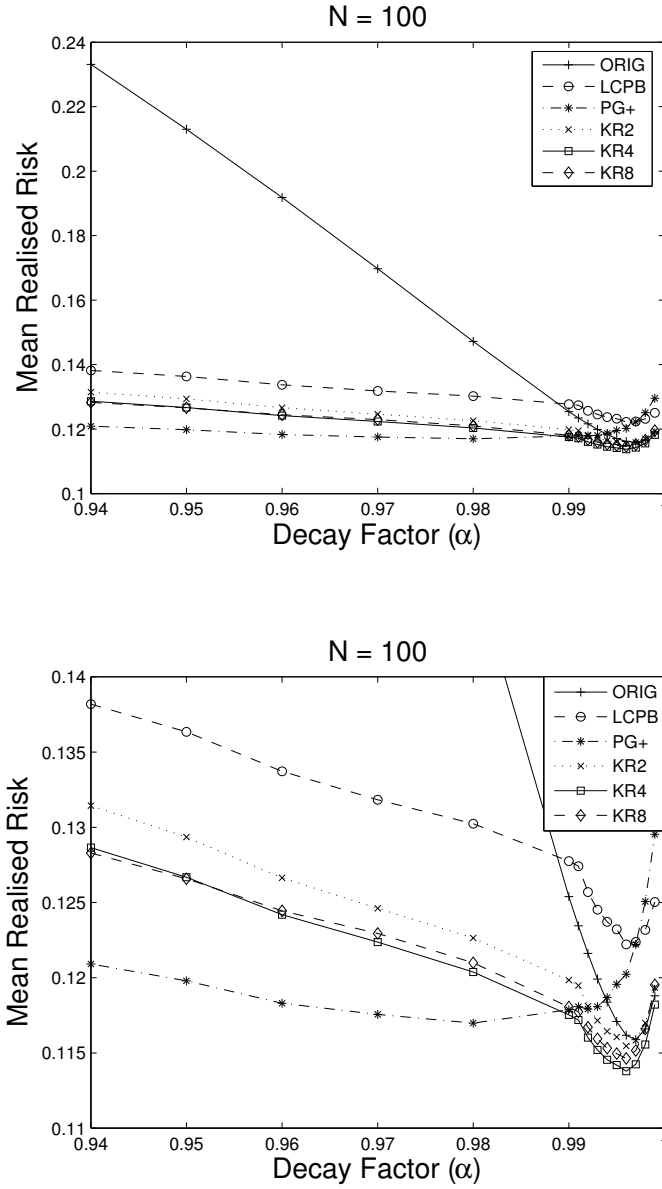 N = 100
0.24
0.22
0.2
0.18
0.16
0.14
0.12
0.1
Mean Realised Risk
ORIG
LCPB
PG+
KR2
KR4
KR8
0.94
0.95
0.96
0.97
0.98
0.99
Decay Factor (α)
N = 100
0.14
0.135
0.13
0.125
0.12
0.115
0.11
Mean Realised Risk
ORIG
LCPB
PG+
KR2
KR4
KR8
0.94
0.95
0.96
0.97
0.98
0.99
Decay Factor (α)